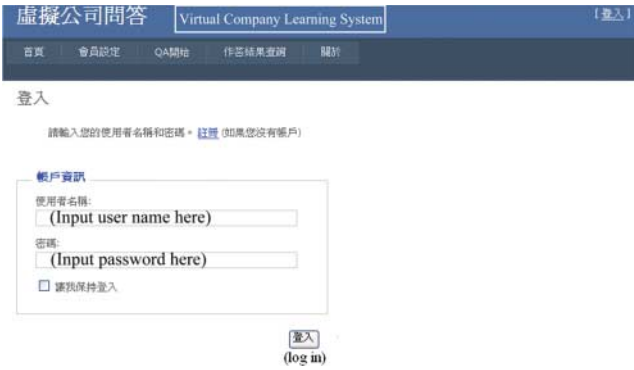 虛擬公司問答 Virtual Company Learning System [登入]
首頁 會員設定 QA開始 作答結果查詢 關於
登入
請輸入您的使用者名稱和密碼。 註冊 (如果您沒有帳戶)
帳戶資訊
使用者名稱:
(Input user name here)
密碼:
(Input password here)
讓我保持登入
登入
(log in)